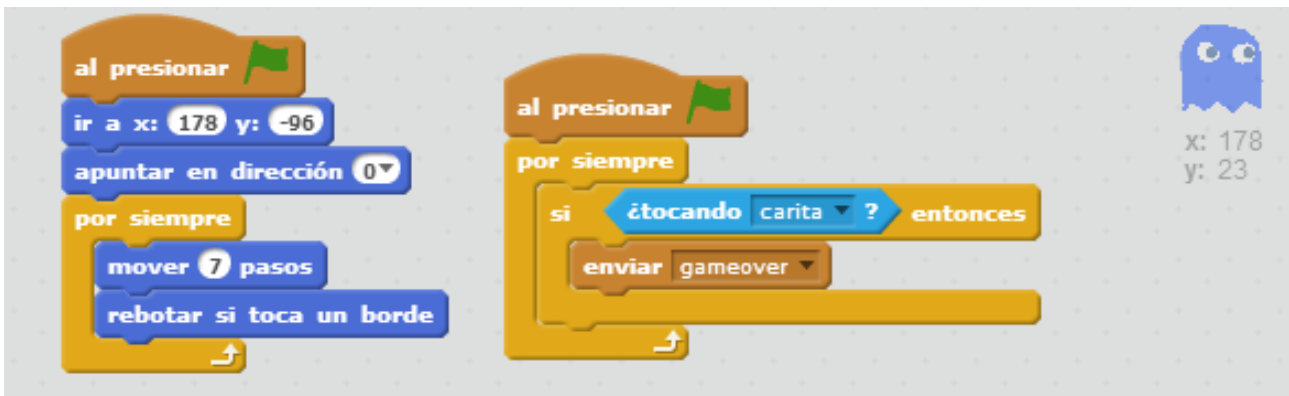 al presionar
ir a x: 178 y: -96
apuntar en dirección 0
por siempre
mover 7 pasos
rebotar si toca un borde
al presionar
por siempre
si ¿tocando carita ? entonces
enviar gameover
x: 178
y: 23